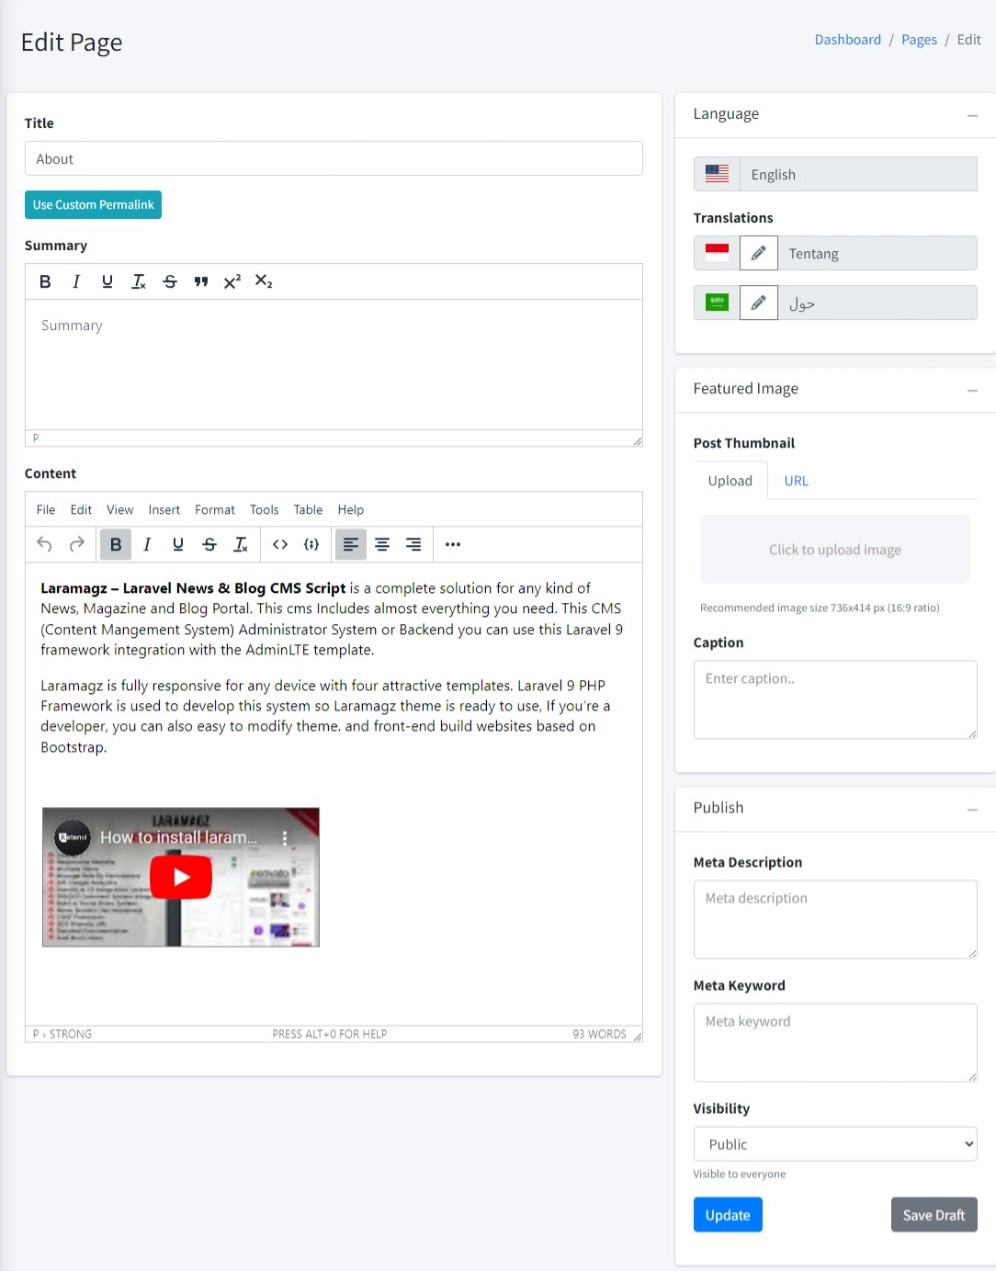 Edit Page
Dashboard / Pages / Edit
Title
About
Use Custom Permalink
Summary
B I U Tx S ❞ X² X₂
Summary
P
Content
File Edit View Insert Format Tools Table Help
B I U S Tx <> {;} •••
Laramagz – Laravel News & Blog CMS Script is a complete solution for any kind of
News, Magazine and Blog Portal. This cms Includes almost everything you need. This CMS
(Content Mangement System) Administrator System or Backend you can use this Laravel 9
framework integration with the AdminLTE template.
Laramagz is fully responsive for any device with four attractive templates. Laravel 9 PHP
Framework is used to develop this system so Laramagz theme is ready to use, If you're a
developer, you can also easy to modify theme. and front-end build websites based on
Bootstrap.
LARAMAGZ
Retenvi How to install laram...
envato
P › STRONG PRESS ALT+0 FOR HELP 93 WORDS
Language
English
Translations
Tentang
حول
Featured Image
Post Thumbnail
Upload URL
Click to upload image
Recommended image size 736x414 px (16:9 ratio)
Caption
Enter caption..
Publish
Meta Description
Meta description
Meta Keyword
Meta keyword
Visibility
Public
Visible to everyone
Update Save Draft